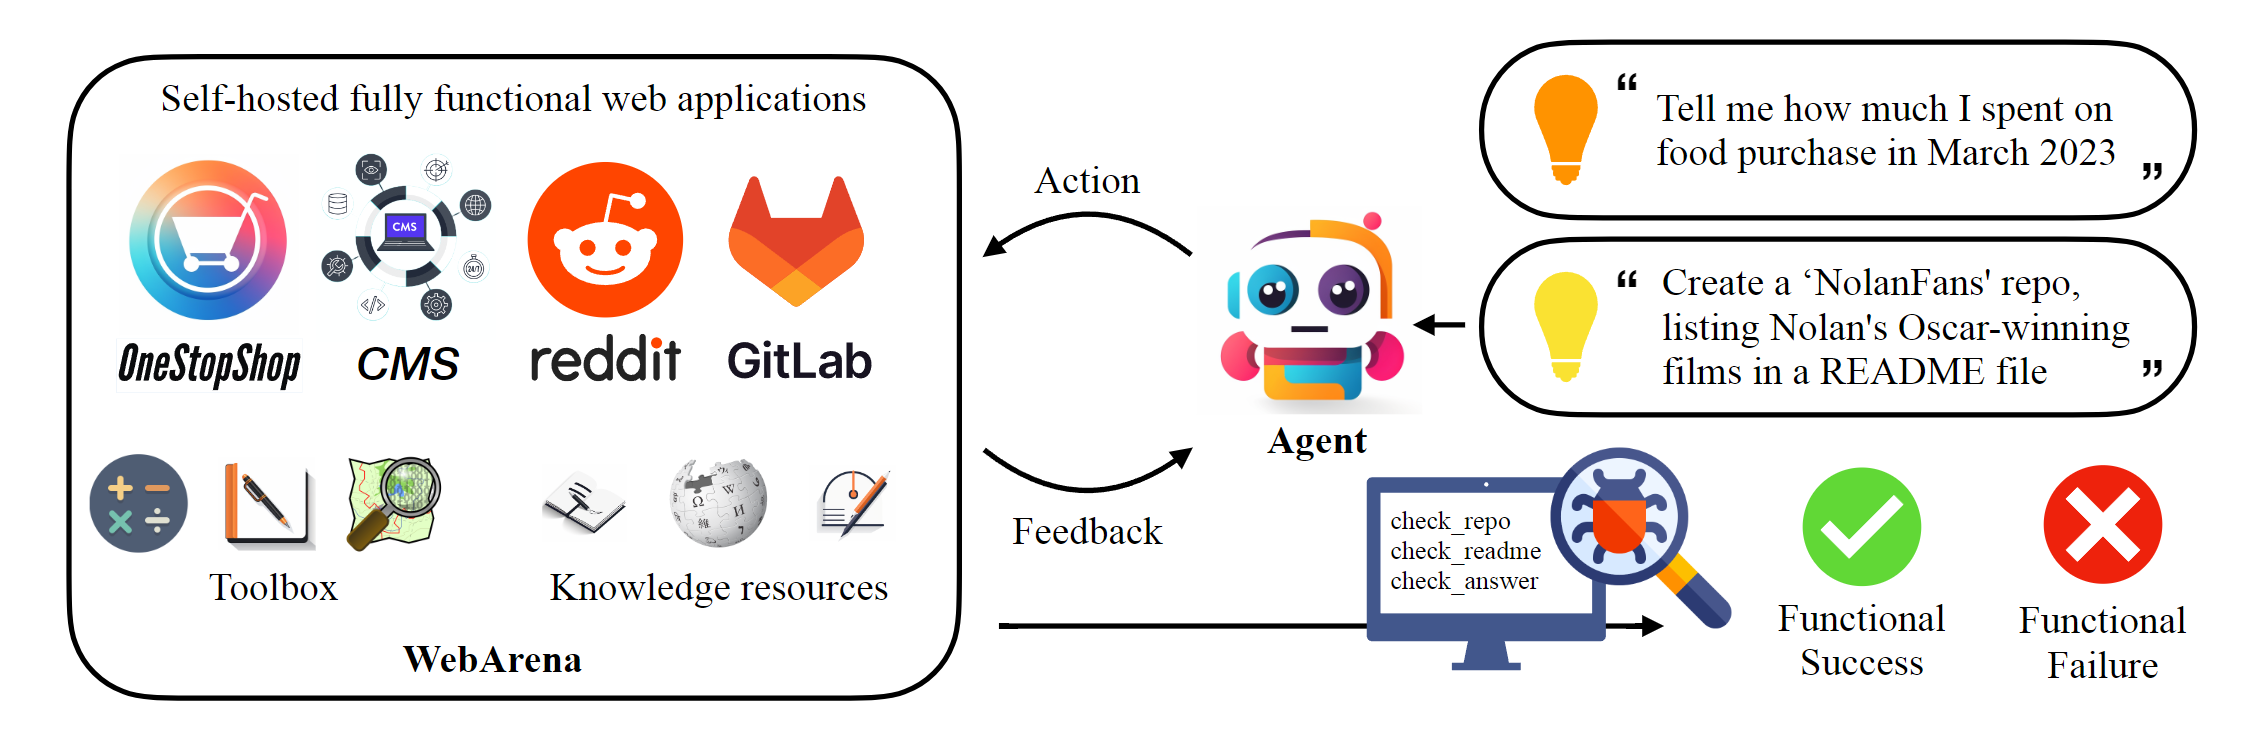 Self-hosted fully functional web applications
CMS
24/7
OneStopShop
CMS
reddit
GitLab
Toolbox
Knowledge resources
WebArena
Action
Feedback
Agent
“ Tell me how much I spent on
food purchase in March 2023 ”
“ Create a ‘NolanFans' repo,
listing Nolan's Oscar-winning
films in a README file ”
check_repo
check_readme
check_answer
Functional
Success
Functional
Failure